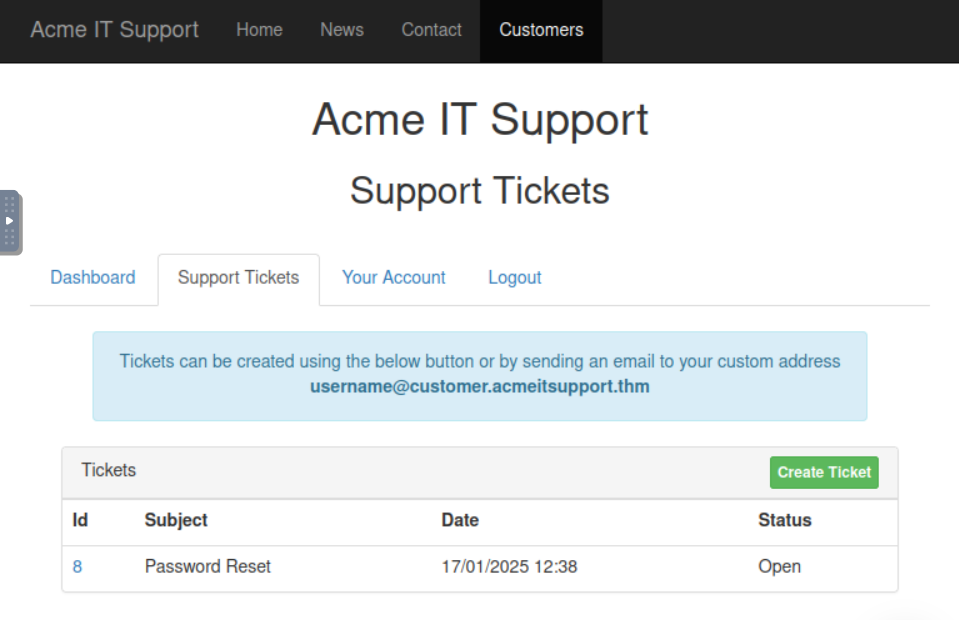 Acme IT Support Home News Contact Customers
Acme IT Support
Support Tickets
Dashboard Support Tickets Your Account Logout
Tickets can be created using the below button or by sending an email to your custom address
username@customer.acmeitsupport.thm
Tickets Create Ticket
Id Subject Date Status
8 Password Reset 17/01/2025 12:38 Open